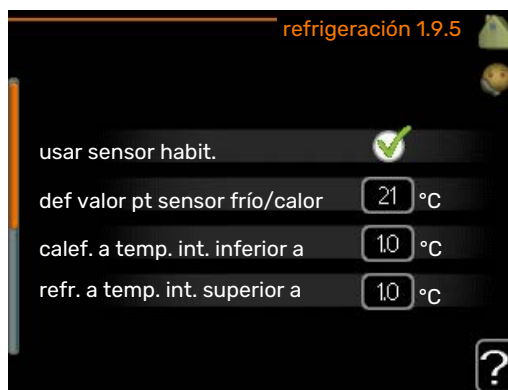 refrigeración 1.9.5
usar sensor habit.
def valor pt sensor frío/calor 21 °C
calef. a temp. int. inferior a 1.0 °C
refr. a temp. int. superior a 1.0 °C
?